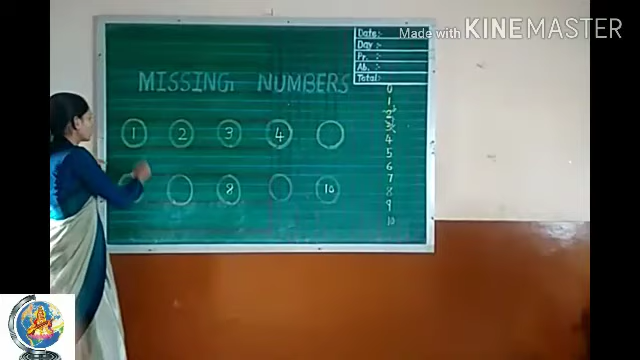 Made with KINEMASTER
Date:-
Day :-
Pr. :-
Ab. :-
Total:
MISSING NUMBERS
1 2 3 4
8 10
0
1
2
3
4
5
6
7
8
9
10